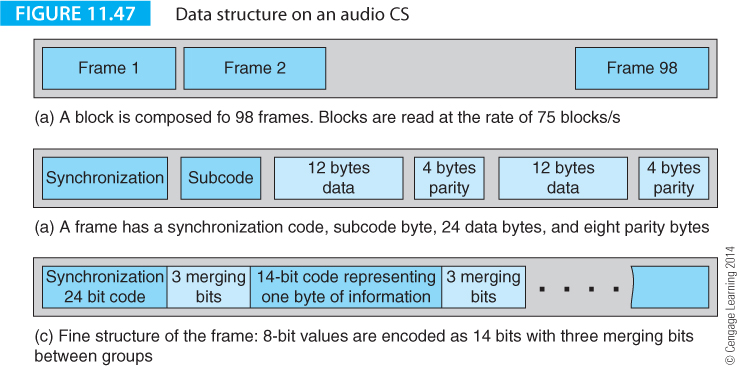 FIGURE 11.47 Data structure on an audio CS
Frame 1 Frame 2 Frame 98
(a) A block is composed fo 98 frames. Blocks are read at the rate of 75 blocks/s
Synchronization Subcode 12 bytes data 4 bytes parity 12 bytes data 4 bytes parity
(a) A frame has a synchronization code, subcode byte, 24 data bytes, and eight parity bytes
Synchronization 24 bit code 3 merging bits 14-bit code representing one byte of information 3 merging bits . . . .
(c) Fine structure of the frame: 8-bit values are encoded as 14 bits with three merging bits
between groups
© Cengage Learning 2014